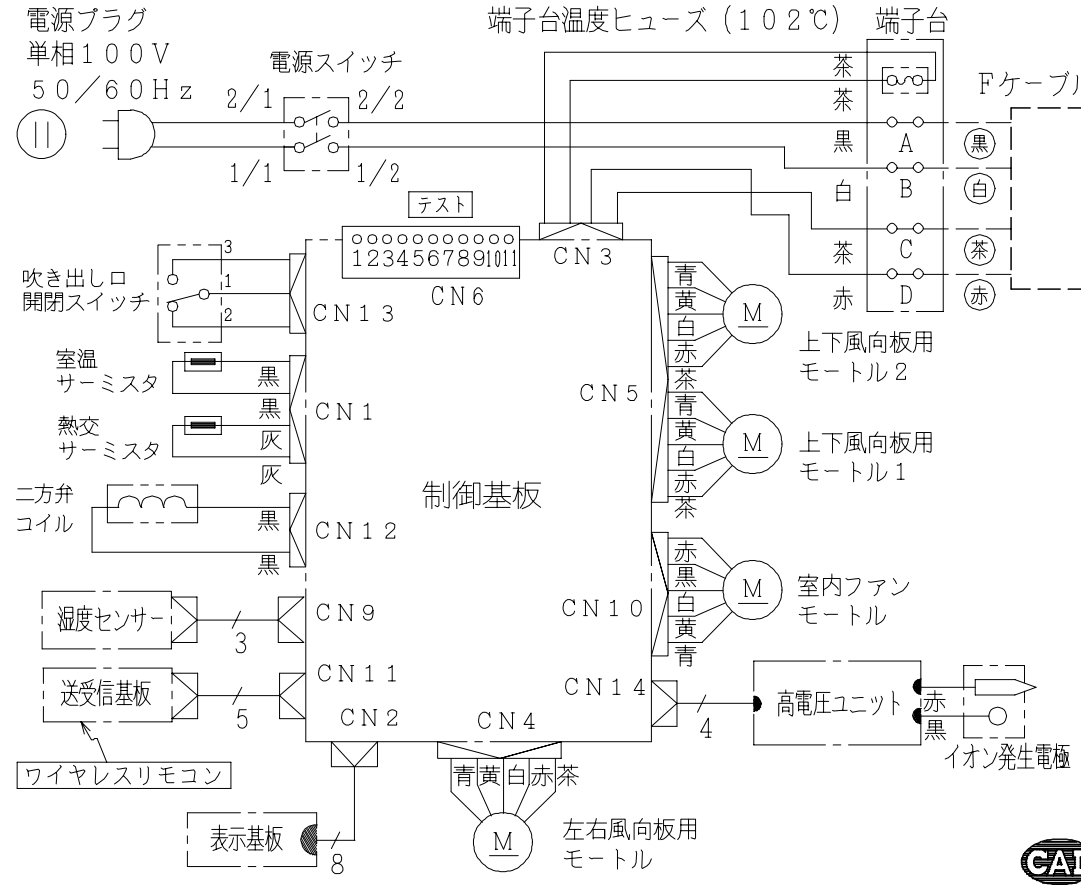 電源プラグ
単相100V
50/60Hz
電源スイッチ
2/1 2/2
1/1 1/2
端子台温度ヒューズ(102℃)
端子台
茶
茶
Fケーブル
黒 A 黒
白 B 白
茶 C 茶
赤 D 赤
テスト
1 2 3 4 5 6 7 8 9 10 11
CN6
CN3
吹き出し口
開閉スイッチ
3
1
2
CN13
室温
サーミスタ
黒
黒
CN1
熱交
サーミスタ
灰
灰
二方弁
コイル
黒
黒
CN12
制御基板
CN5
青
黄
白
赤
茶
M
上下風向板用
モートル2
青
黄
白
赤
茶
M
上下風向板用
モートル1
CN10
赤
黒
白
黄
青
M
室内ファン
モートル
湿度センサー
3
CN9
送受信基板
5
CN11
ワイヤレスリモコン
CN14
4
高電圧ユニット
赤
黒
イオン発生電極
CN2
8
表示基板
CN4
青 黄 白 赤 茶
M
左右風向板用
モートル